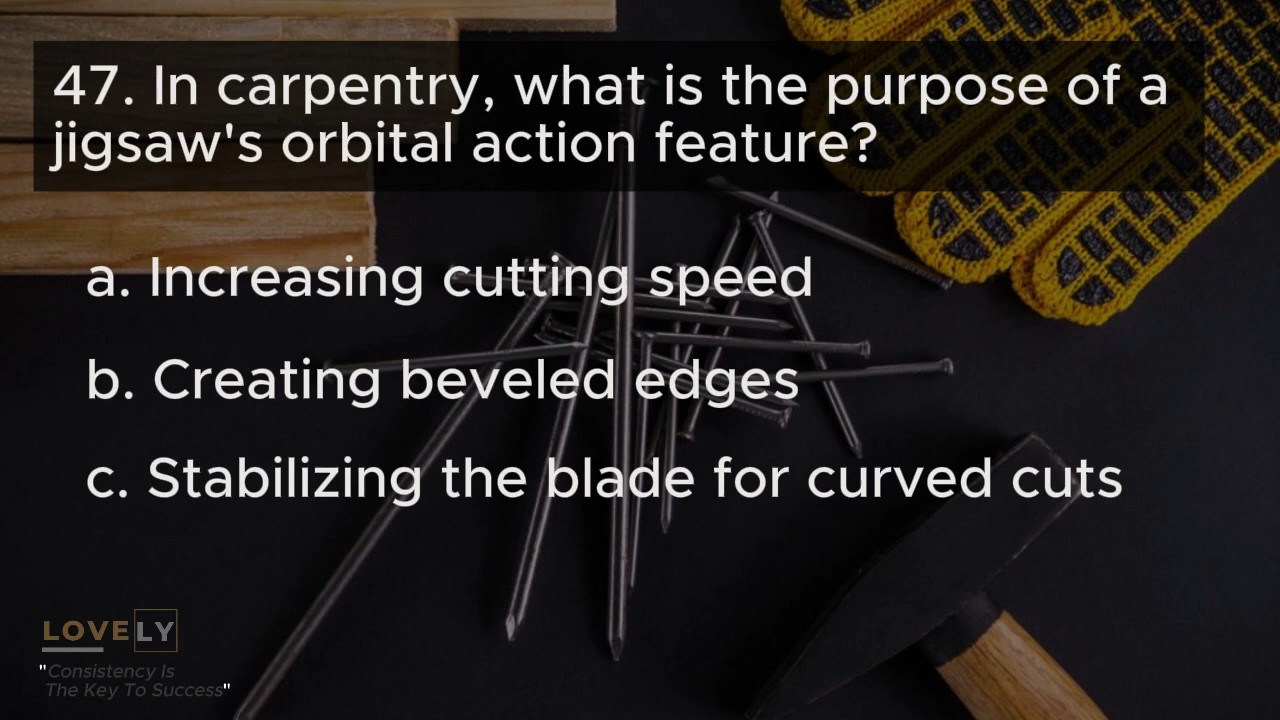 47. In carpentry, what is the purpose of a
jigsaw's orbital action feature?
a. Increasing cutting speed
b. Creating beveled edges
c. Stabilizing the blade for curved cuts
LOVELY
"Consistency Is
The Key To Success"